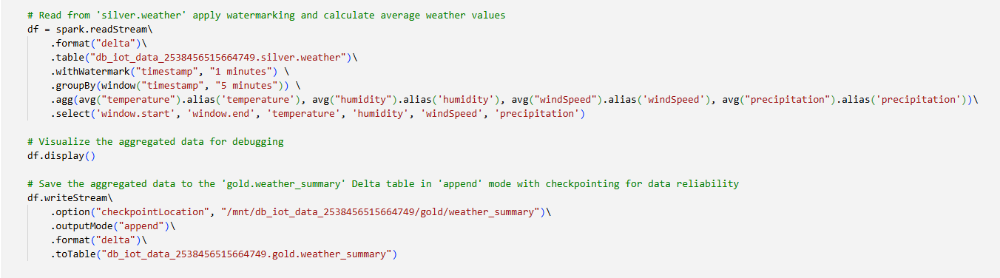 # Read from 'silver.weather' apply watermarking and calculate average weather values
df = spark.readStream\
    .format("delta")\
    .table("db_iot_data_2538456515664749.silver.weather")\
    .withWatermark("timestamp", "1 minutes") \
    .groupBy(window("timestamp", "5 minutes")) \
    .agg(avg("temperature").alias('temperature'), avg("humidity").alias('humidity'), avg("windSpeed").alias('windSpeed'), avg("precipitation").alias('precipitation'))\
    .select('window.start', 'window.end', 'temperature', 'humidity', 'windSpeed', 'precipitation')

# Visualize the aggregated data for debugging
df.display()

# Save the aggregated data to the 'gold.weather_summary' Delta table in 'append' mode with checkpointing for data reliability
df.writeStream\
    .option("checkpointLocation", "/mnt/db_iot_data_2538456515664749/gold/weather_summary")\
    .outputMode("append")\
    .format("delta")\
    .toTable("db_iot_data_2538456515664749.gold.weather_summary")